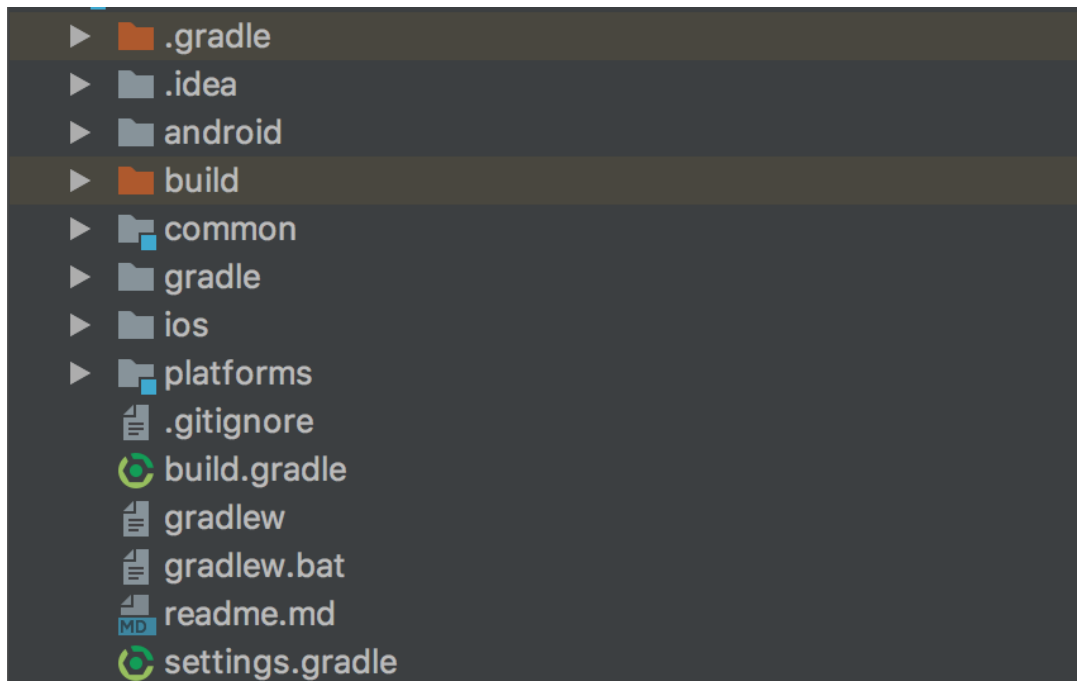 .gradle
.idea
android
build
common
gradle
ios
platforms
.gitignore
build.gradle
gradlew
gradlew.bat
MD readme.md
settings.gradle